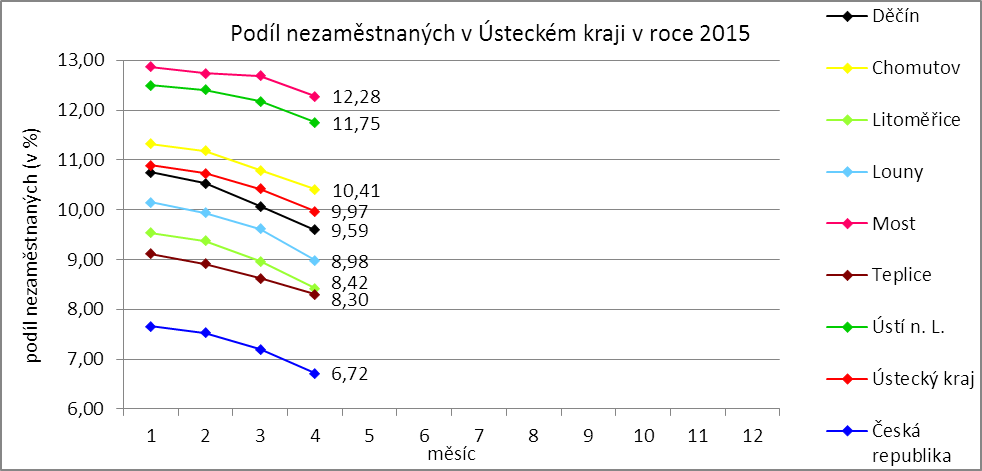 Podíl nezaměstnaných v Ústeckém kraji v roce 2015
podíl nezaměstnaných (v %)
13,00
12,00
11,00
10,00
9,00
8,00
7,00
6,00
12,28
11,75
10,41
9,97
9,59
8,98
8,42
8,30
6,72
1 2 3 4 5 6 7 8 9 10 11 12
měsíc
Děčín
Chomutov
Litoměřice
Louny
Most
Teplice
Ústí n. L.
Ústecký kraj
Česká
republika